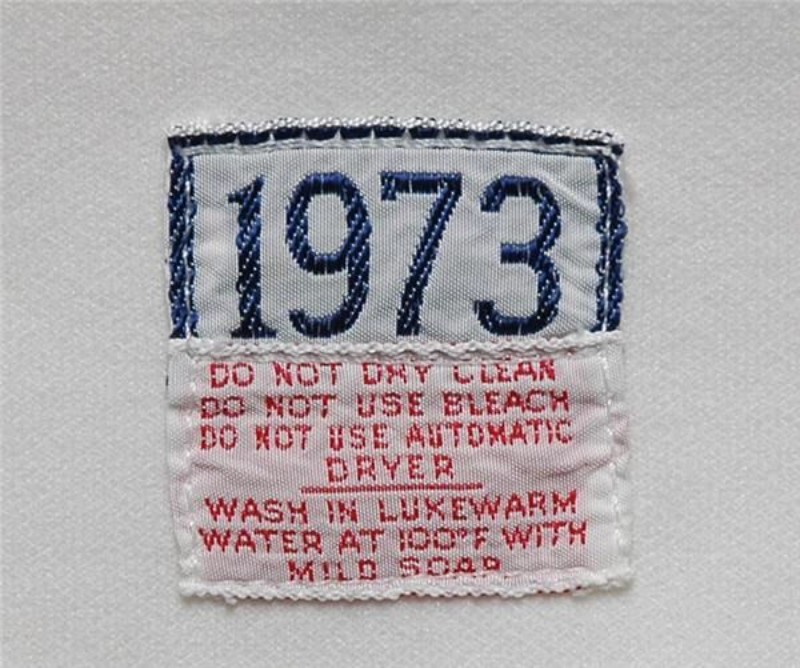 1973
DO NOT DRY CLEAN
DO NOT USE BLEACH
DO NOT USE AUTOMATIC
DRYER
WASH IN LUKEWARM
WATER AT 100°F WITH
MILD SOAP